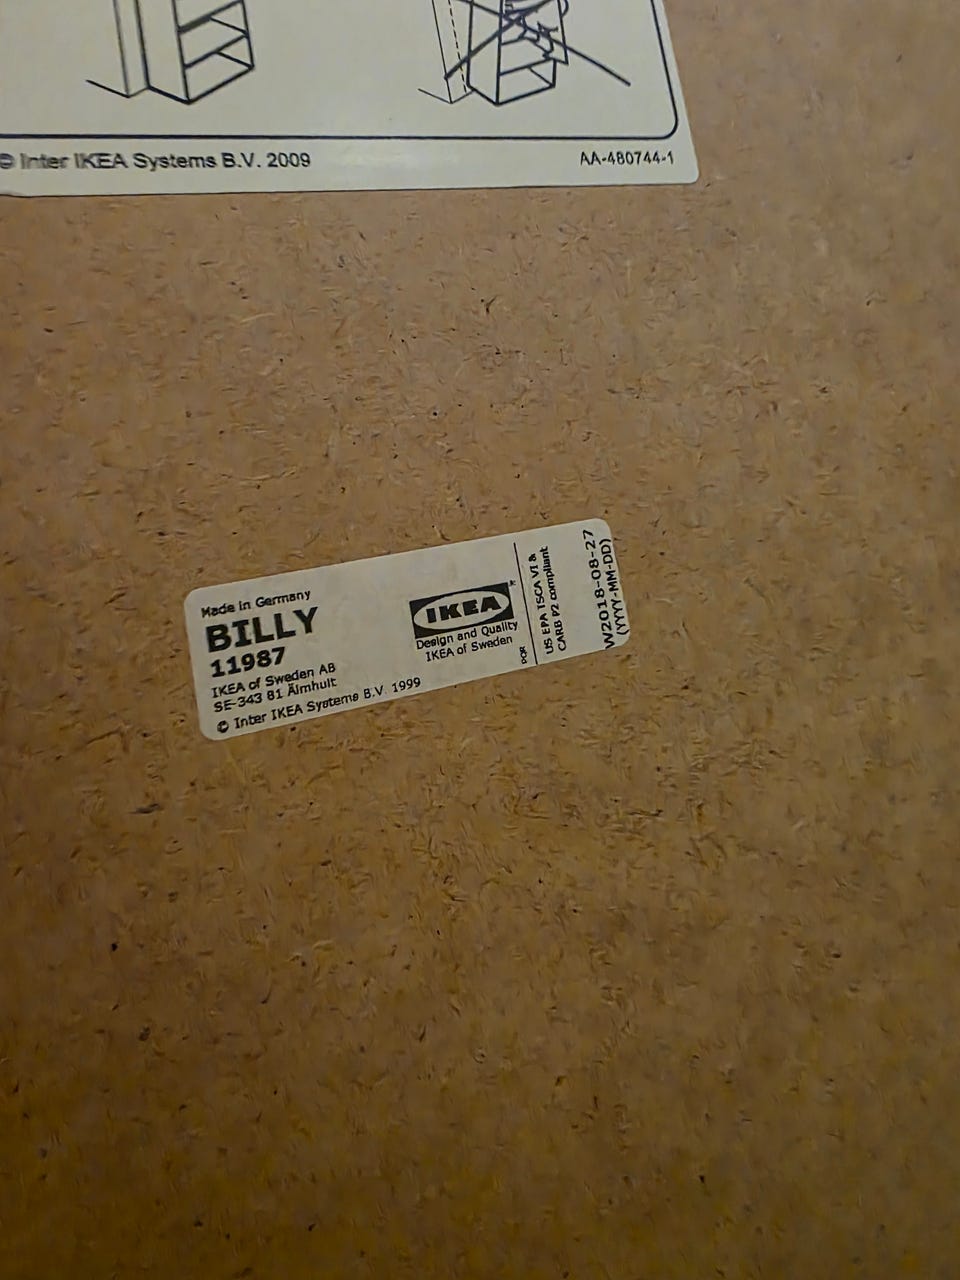 © Inter IKEA Systems B.V. 2009
AA-480744-1
Made in Germany
BILLY
11987
IKEA of Sweden AB
SE-343 81 Älmhult
© Inter IKEA Systems B.V. 1999
IKEA®
Design and Quality
IKEA of Sweden
PQR
US EPA TSCA VI &
CARB P2 compliant
W2018-08-27
(YYYY-MM-DD)